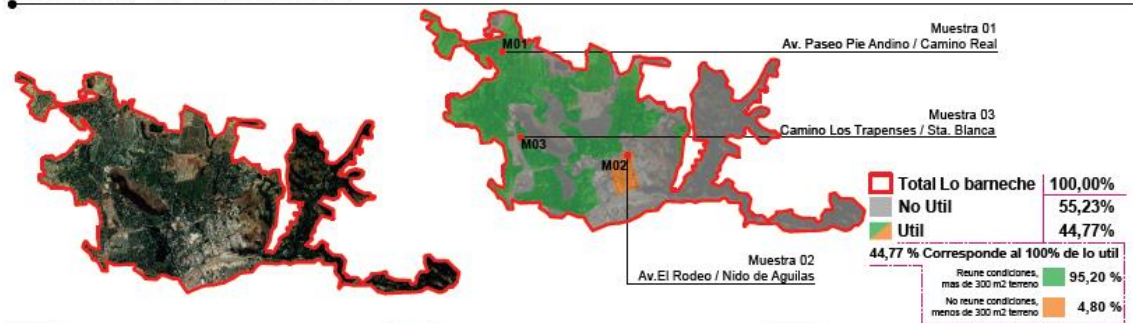 Muestra 01
Av. Paseo Pie Andino / Camino Real
M01
Muestra 03
Camino Los Trapenses / Sta. Blanca
M03
M02
Muestra 02
Av.El Rodeo / Nido de Aguilas
Total Lo barneche 100,00%
No Util 55,23%
Util 44,77%
44,77 % Corresponde al 100% de lo util
Reune condiciones,
mas de 300 m2 terreno 95,20 %
No reune condiciones,
menos de 300 m2 terreno 4,80 %